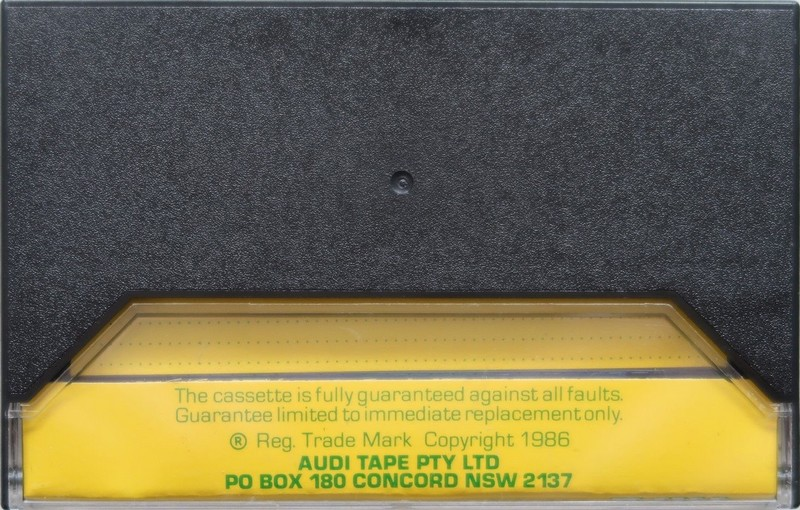 The cassette is fully guaranteed against all faults.
Guarantee limited to immediate replacement only.
® Reg. Trade Mark Copyright 1986
AUDI TAPE PTY LTD
PO BOX 180 CONCORD NSW 2137